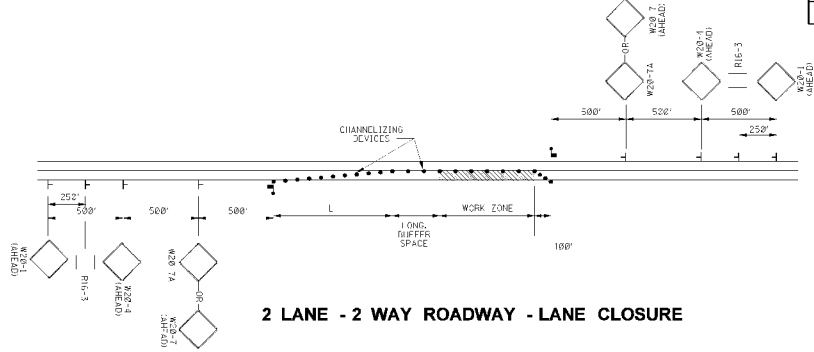 W20-7
(AHEAD)
OR
W20-7A
W20-4
(AHEAD)
R16-3
W20-1
(AHEAD)
500'
500'
500'
250'
CHANNELIZING
DEVICES
250'
500'
500'
500'
L
LONG.
BUFFER
SPACE
WORK ZONE
100'
W20-1
(AHEAD)
R16-3
W20-4
(AHEAD)
W20-7A
OR
W20-7
(AHEAD)
2 LANE - 2 WAY ROADWAY - LANE CLOSURE